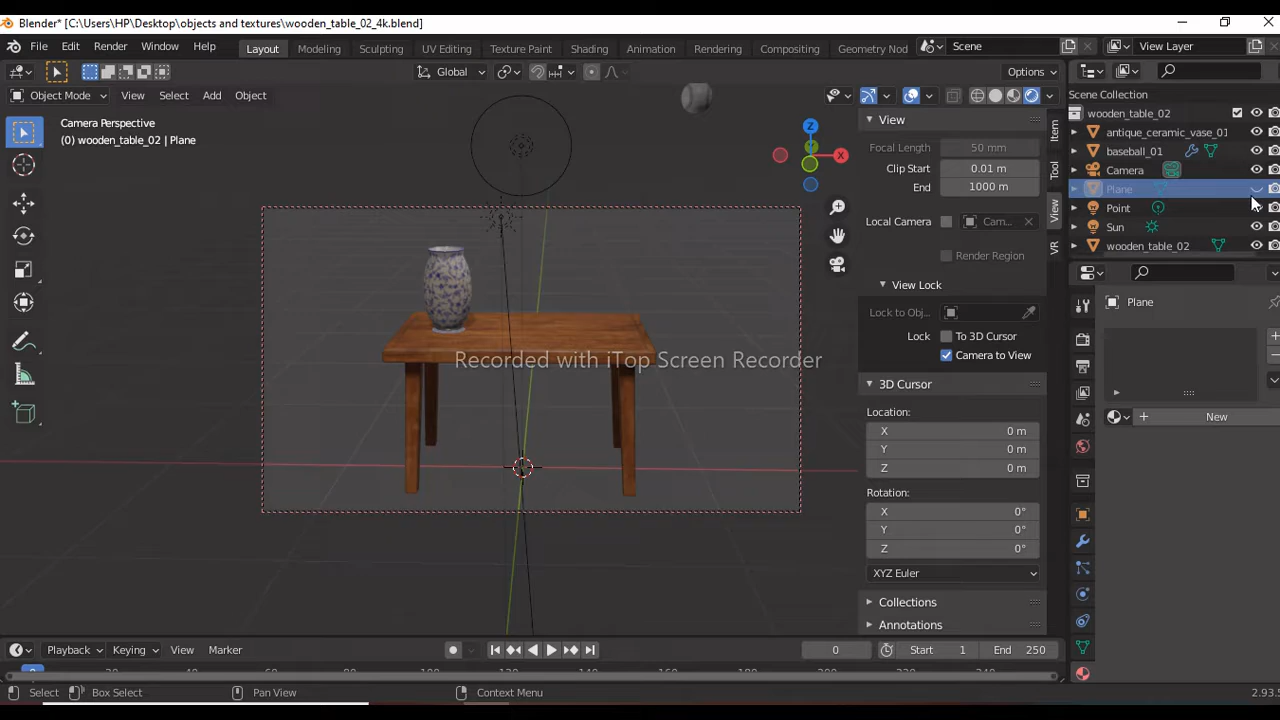 Blender* [C:\Users\HP\Desktop\objects and textures\wooden_table_02_4k.blend]
File Edit Render Window Help Layout Modeling Sculpting UV Editing Texture Paint Shading Animation Rendering Compositing Geometry Nod Scene View Layer
Global Options
Object Mode View Select Add Object
Scene Collection
wooden_table_02
antique_ceramic_vase_01
baseball_01
Camera
Plane
Point
Sun
wooden_table_02
Camera Perspective
(0) wooden_table_02 | Plane
Z
Y
X
View
Focal Length 50 mm
Clip Start 0.01 m
End 1000 m
Local Camera Cam...
Render Region
View Lock
Lock to Obj...
Lock To 3D Cursor
Camera to View
3D Cursor
Location:
X 0 m
Y 0 m
Z 0 m
Rotation:
X 0°
Y 0°
Z 0°
XYZ Euler
Collections
Annotations
Item
Tool
View
VR
Plane
New
Recorded with iTop Screen Recorder
Playback Keying View Marker 0 Start 1 End 250
0
Select Box Select Pan View Context Menu 2.93.5